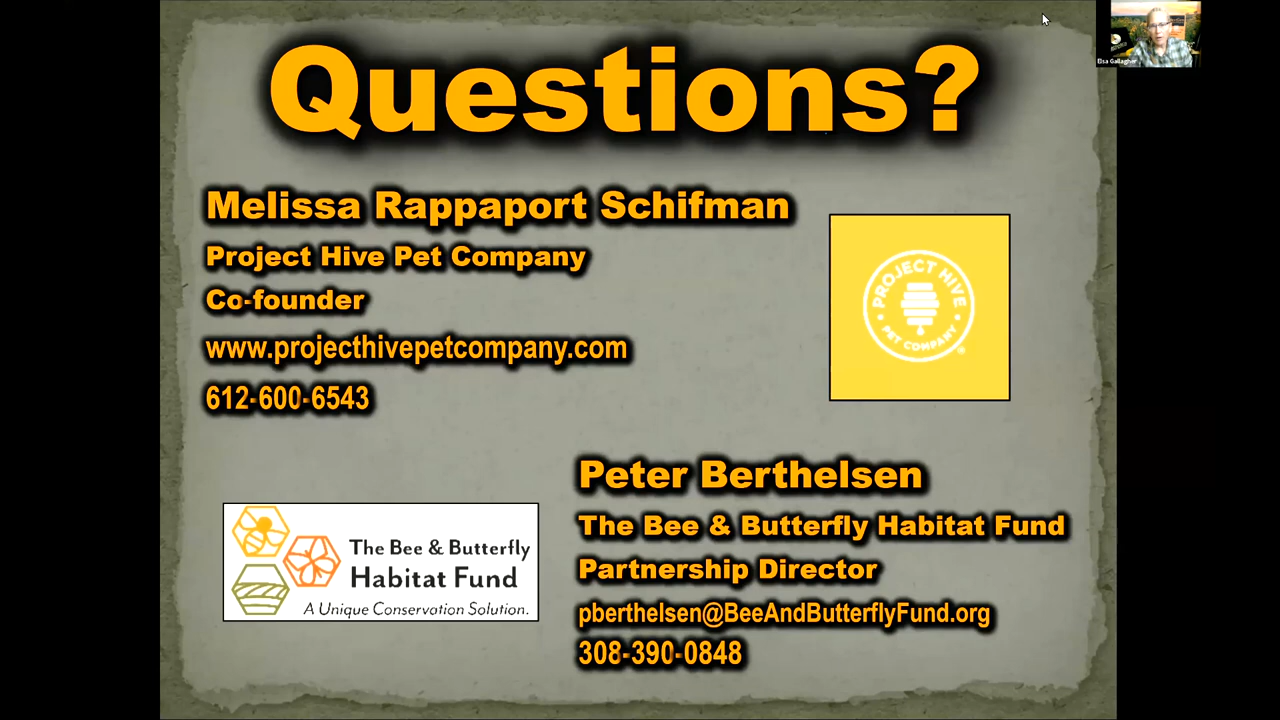 Questions?
Elsa Gallagher
Melissa Rappaport Schifman
Project Hive Pet Company
Co-founder
www.projecthivepetcompany.com
612-600-6543
PROJECT HIVE
PET COMPANY
Peter Berthelsen
The Bee & Butterfly Habitat Fund
Partnership Director
pberthelsen@BeeAndButterflyFund.org
308-390-0848
The Bee & Butterfly
Habitat Fund
A Unique Conservation Solution.